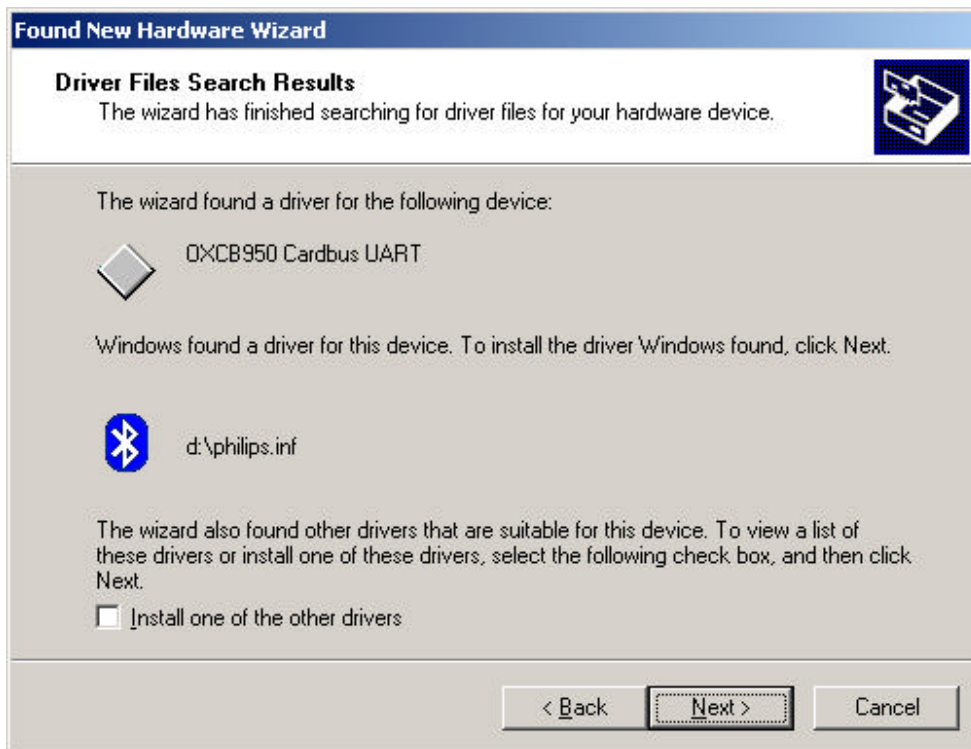 Found New Hardware Wizard
Driver Files Search Results
The wizard has finished searching for driver files for your hardware device.
The wizard found a driver for the following device:
OXCB950 Cardbus UART
Windows found a driver for this device. To install the driver Windows found, click Next.
d:\philips.inf
The wizard also found other drivers that are suitable for this device. To view a list of
these drivers or install one of these drivers, select the following check box, and then click
Next.
Install one of the other drivers
< Back
Next >
Cancel